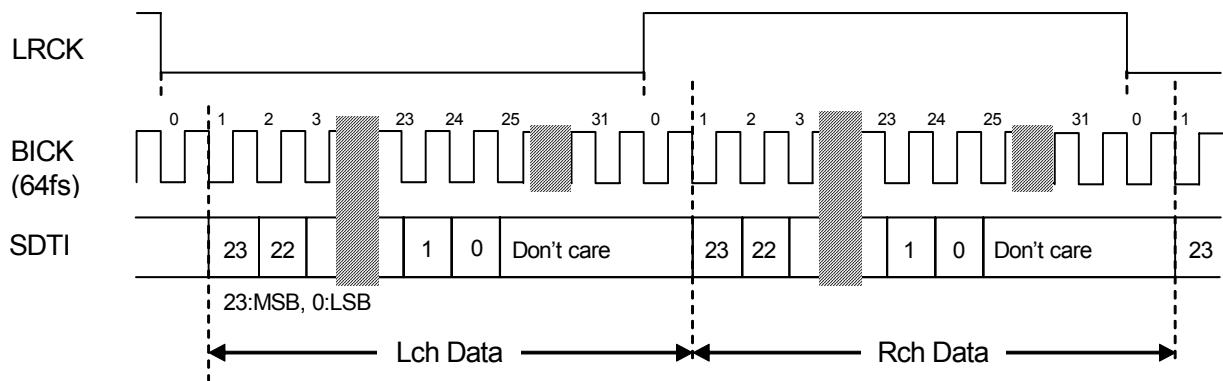 LRCK
0 1 2 3 23 24 25 31 0 1 2 3 23 24 25 31 0 1
BICK
(64fs)
SDTI 23 22 1 0 Don't care 23 22 1 0 Don't care 23
23:MSB, 0:LSB
Lch Data Rch Data